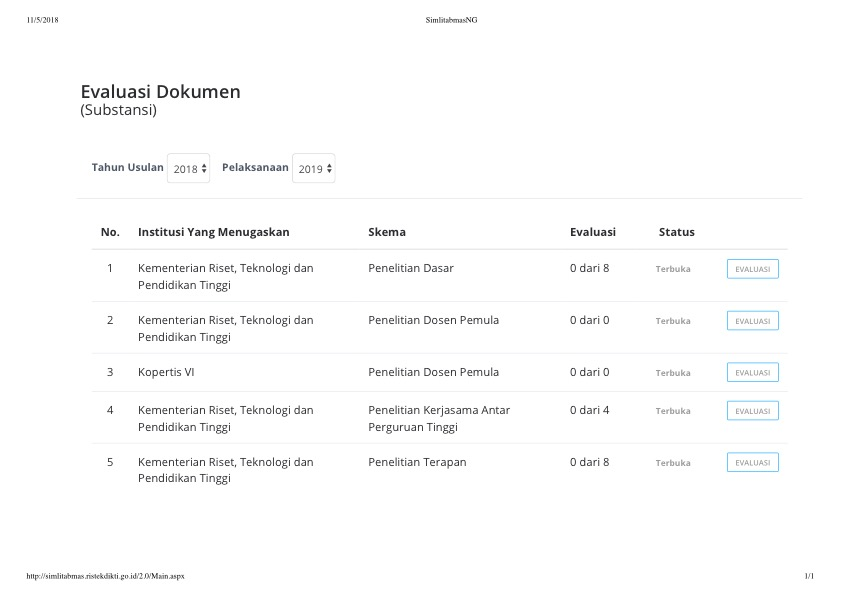 11/5/2018 SimlitabmasNG
Evaluasi Dokumen
(Substansi)
Tahun Usulan 2018 Pelaksanaan 2019
No. Institusi Yang Menugaskan Skema Evaluasi Status
1 Kementerian Riset, Teknologi dan Penelitian Dasar 0 dari 8 Terbuka EVALUASI
Pendidikan Tinggi
2 Kementerian Riset, Teknologi dan Penelitian Dosen Pemula 0 dari 0 Terbuka EVALUASI
Pendidikan Tinggi
3 Kopertis VI Penelitian Dosen Pemula 0 dari 0 Terbuka EVALUASI
4 Kementerian Riset, Teknologi dan Penelitian Kerjasama Antar 0 dari 4 Terbuka EVALUASI
Pendidikan Tinggi Perguruan Tinggi
5 Kementerian Riset, Teknologi dan Penelitian Terapan 0 dari 8 Terbuka EVALUASI
Pendidikan Tinggi
http://simlitabmas.ristekdikti.go.id/2.0/Main.aspx 1/1